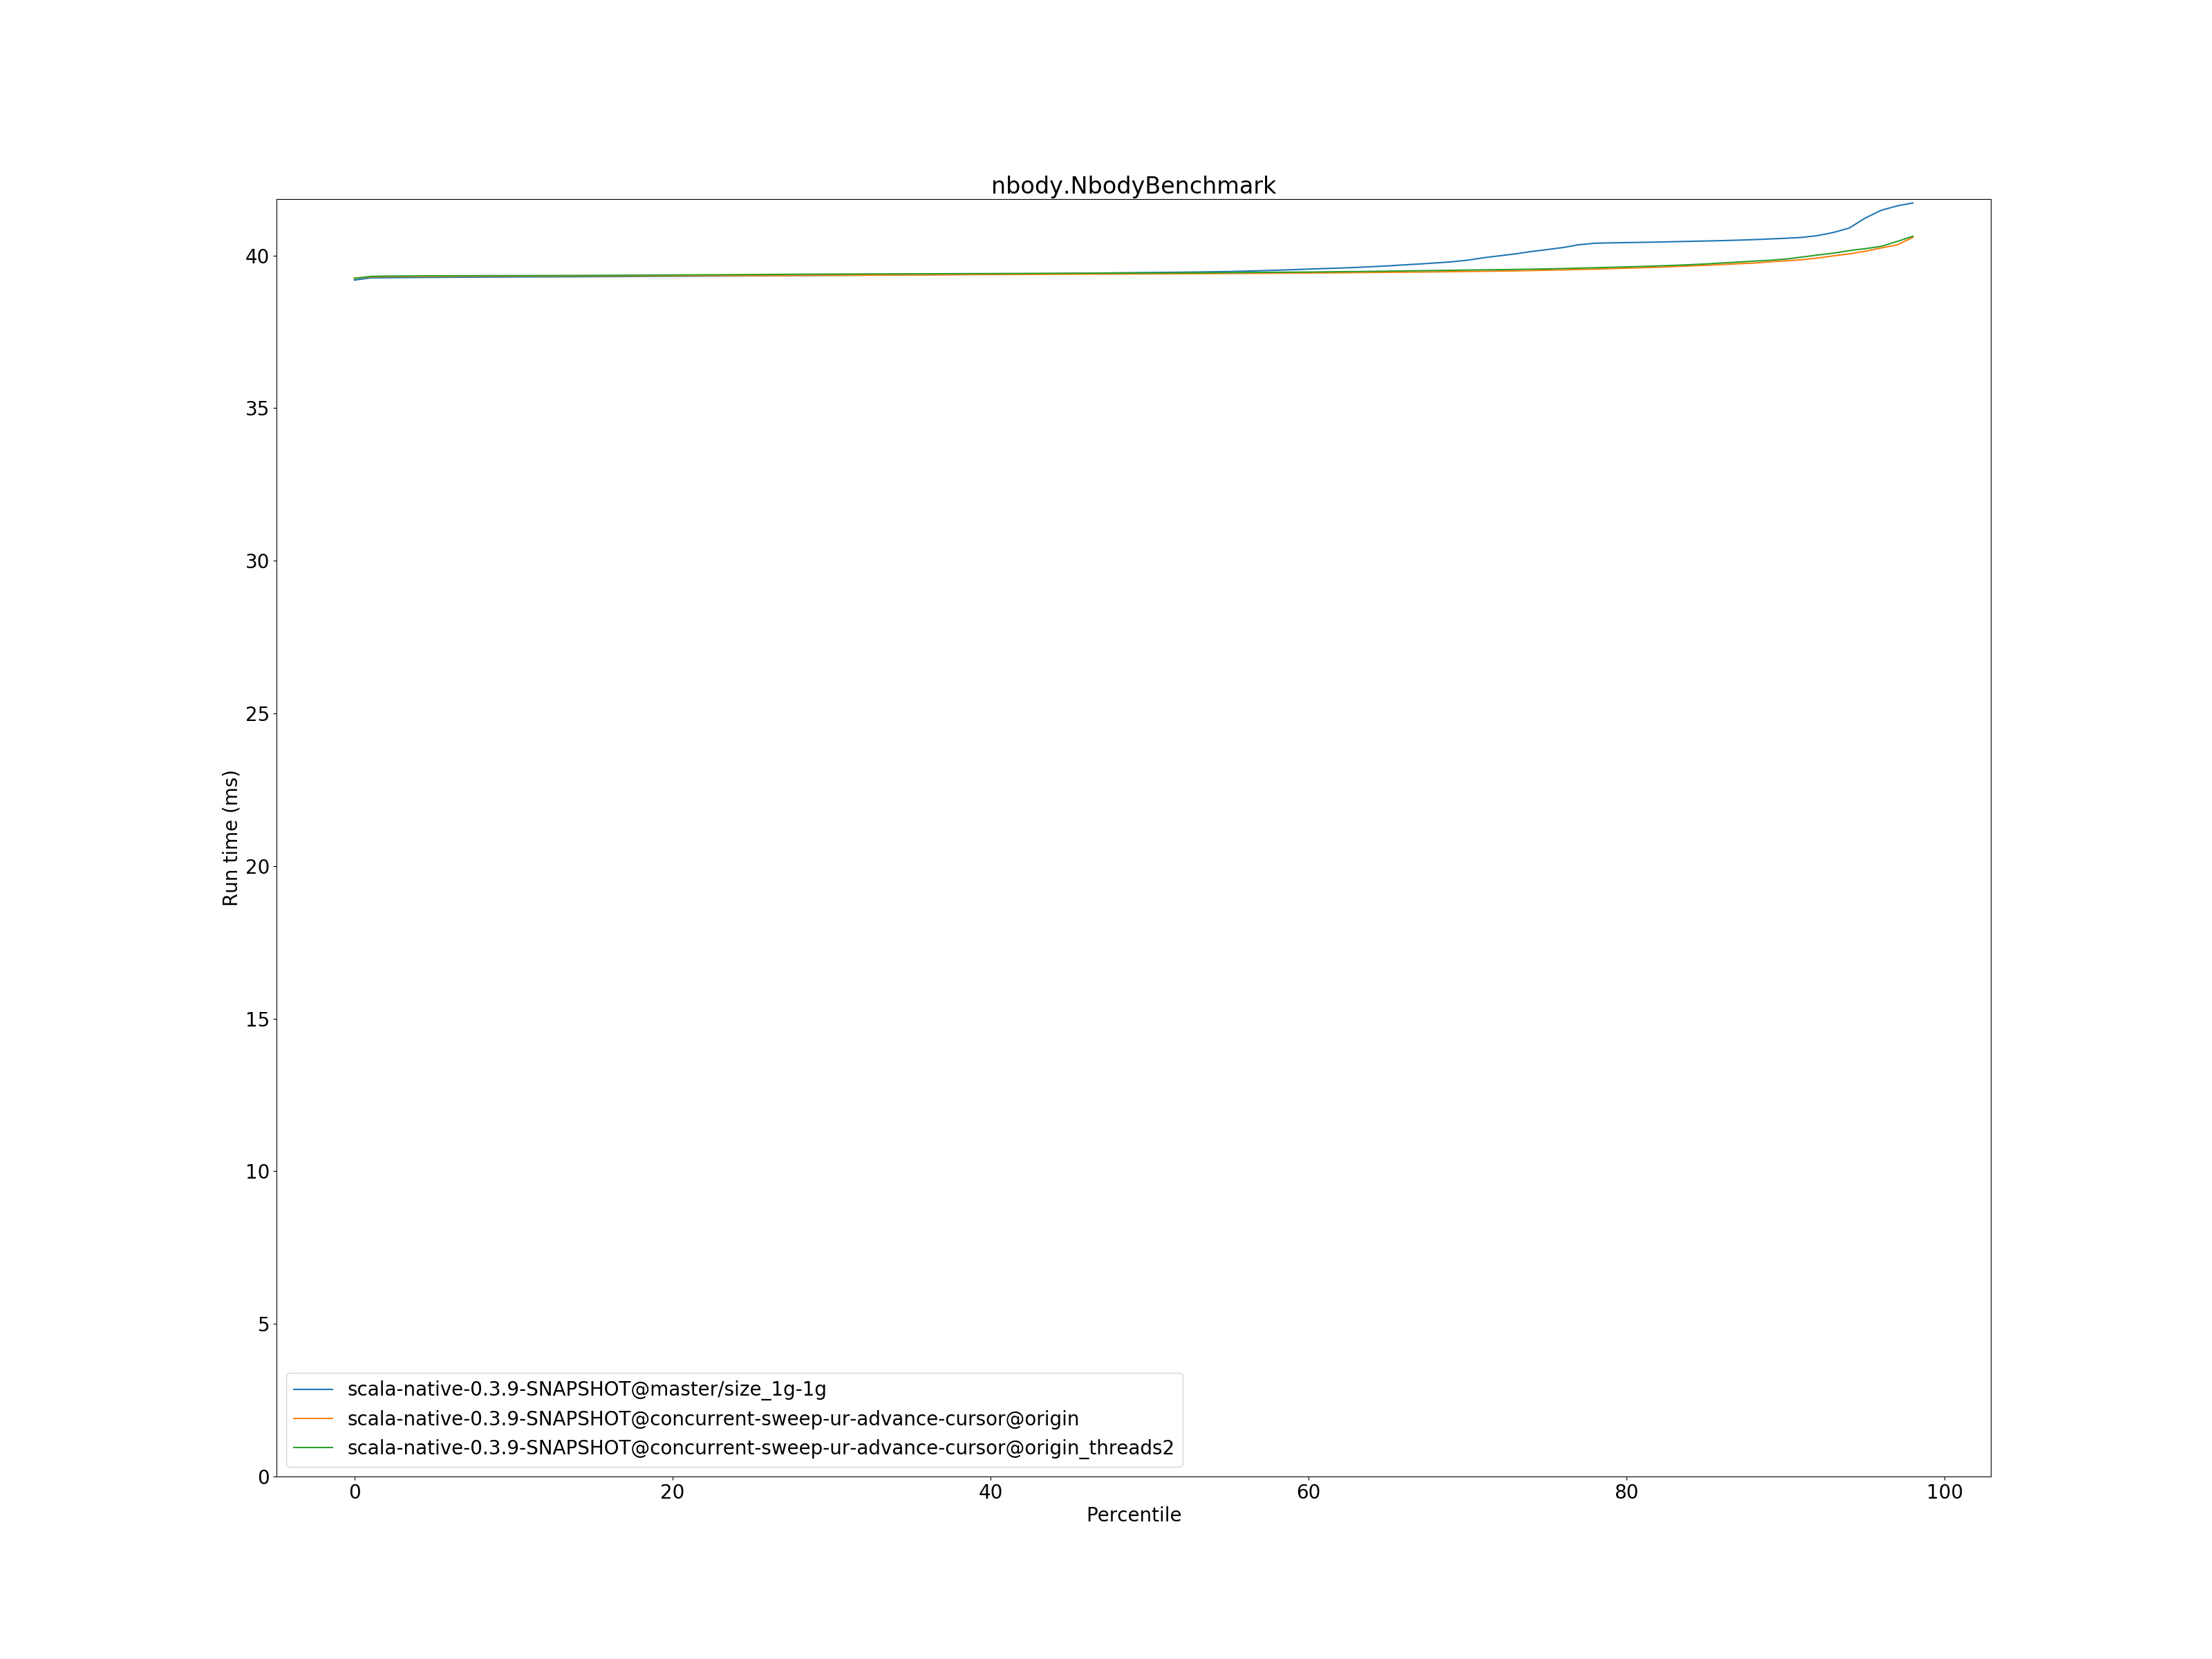 nbody.NbodyBenchmark
40
35
30
25
20
15
10
5
0
Run time (ms)
0 20 40 60 80 100
Percentile
scala-native-0.3.9-SNAPSHOT@master/size_1g-1g
scala-native-0.3.9-SNAPSHOT@concurrent-sweep-ur-advance-cursor@origin
scala-native-0.3.9-SNAPSHOT@concurrent-sweep-ur-advance-cursor@origin_threads2